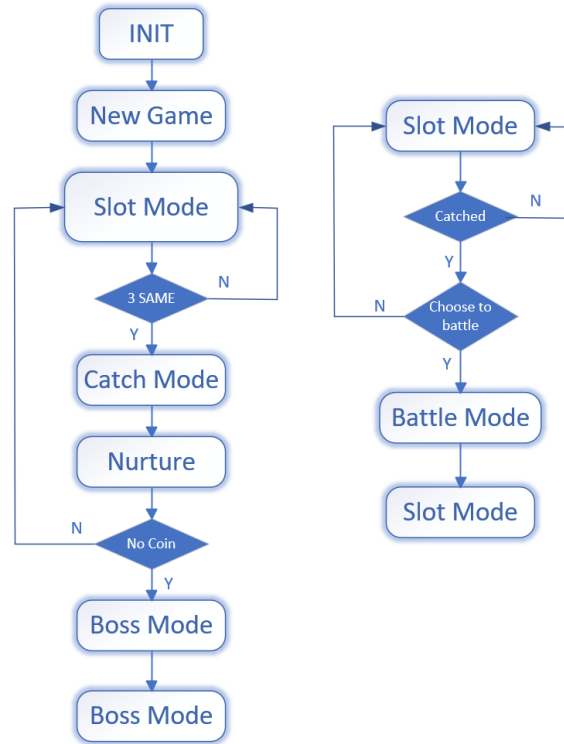 INIT
New Game
Slot Mode
N
3 SAME
Y
Catch Mode
Nurture
N
No Coin
Y
Boss Mode
Boss Mode
Slot Mode
N
Catched
Y
Choose to
battle
N
Y
Battle Mode
Slot Mode